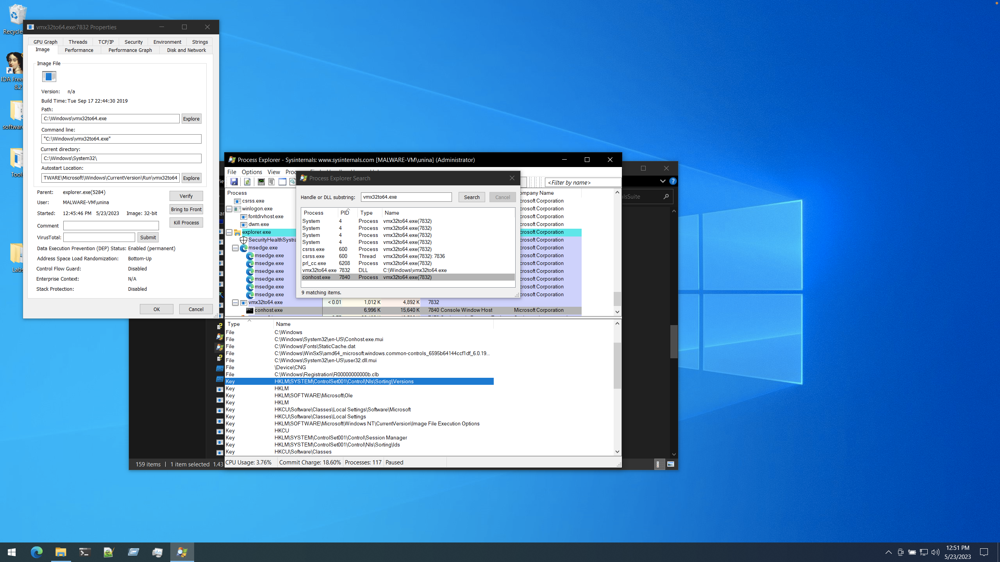 Recycle
IDA Free
8.2
software
Tools
Labs
vmx32to64.exe:7832 Properties
GPU Graph Threads TCP/IP Security Environment Strings
Image Performance Performance Graph Disk and Network
Image File
Version: n/a
Build Time: Tue Sep 17 22:44:30 2019
Path:
C:\Windows\vmx32to64.exe Explore
Command line:
"C:\Windows\vmx32to64.exe"
Current directory:
C:\Windows\System32\
Autostart Location:
TWARE\Microsoft\Windows\CurrentVersion\Run\vmx32to64 Explore
Parent: explorer.exe(5284) Verify
User: MALWARE-VM\unina
Bring to Front
Started: 12:45:46 PM 5/23/2023 Image: 32-bit
Kill Process
Comment
VirusTotal: Submit
Data Execution Prevention (DEP) Status: Enabled (permanent)
Address Space Load Randomization: Bottom-Up
Control Flow Guard: Disabled
Enterprise Context: N/A
Stack Protection: Disabled
OK Cancel
Process Explorer - Sysinternals: www.sysinternals.com [MALWARE-VM\unina] (Administrator)
File Options View
<Filter by name>
Process
csrss.exe
winlogon.exe
fontdrvhost.exe
dwm.exe
explorer.exe
SecurityHealthSystra
msedge.exe
msedge.exe
msedge.exe
msedge.exe
msedge.exe
msedge.exe
msedge.exe
vmx32to64.exe < 0.01 1,012 K 4,892 K 7832
conhost.exe 6,996 K 15,640 K 7840 Console Window Host Microsoft Corporation
ompany Name
crosoft Corporation
crosoft Corporation
crosoft Corporation
crosoft Corporation
crosoft Corporation
crosoft Corporation
crosoft Corporation
crosoft Corporation
crosoft Corporation
crosoft Corporation
crosoft Corporation
crosoft Corporation
crosoft Corporation
Process Explorer Search
Handle or DLL substring: vmx32to64.exe Search Cancel
Process PID Type Name
System 4 Process vmx32to64.exe(7832)
System 4 Process vmx32to64.exe(7832)
System 4 Process vmx32to64.exe(7832)
System 4 Process vmx32to64.exe(7832)
csrss.exe 600 Process vmx32to64.exe(7832)
csrss.exe 600 Thread vmx32to64.exe(7832): 7836
prl_cc.exe 6208 Process vmx32to64.exe(7832)
vmx32to64.exe 7832 DLL C:\Windows\vmx32to64.exe
conhost.exe 7840 Process vmx32to64.exe(7832)
9 matching items.
Type Name
File C:\Windows
File C:\Windows\System32\en-US\Conhost.exe.mui
File C:\Windows\Fonts\StaticCache.dat
File C:\Windows\WinSxS\amd64_microsoft.windows.common-controls_6595b64144ccf1df_6.0.19...
File C:\Windows\System32\en-US\user32.dll.mui
File \Device\CNG
File C:\Windows\Registration\R00000000000b.clb
Key HKLM\SYSTEM\ControlSet001\Control\Nls\Sorting\Versions
Key HKLM
Key HKLM\SOFTWARE\Microsoft\Ole
Key HKLM
Key HKCU\Software\Classes\Local Settings\Software\Microsoft
Key HKCU\Software\Classes\Local Settings
Key HKLM\SOFTWARE\Microsoft\Windows NT\CurrentVersion\Image File Execution Options
Key HKCU
Key HKLM\SYSTEM\ControlSet001\Control\Session Manager
Key HKLM\SYSTEM\ControlSet001\Control\Nls\Sorting\Ids
Key HKCU\Software\Classes
CPU Usage: 3.76% Commit Charge: 18.60% Processes: 117 Paused
lsSuite
159 items 1 item selected 1.43
12:51 PM
5/23/2023